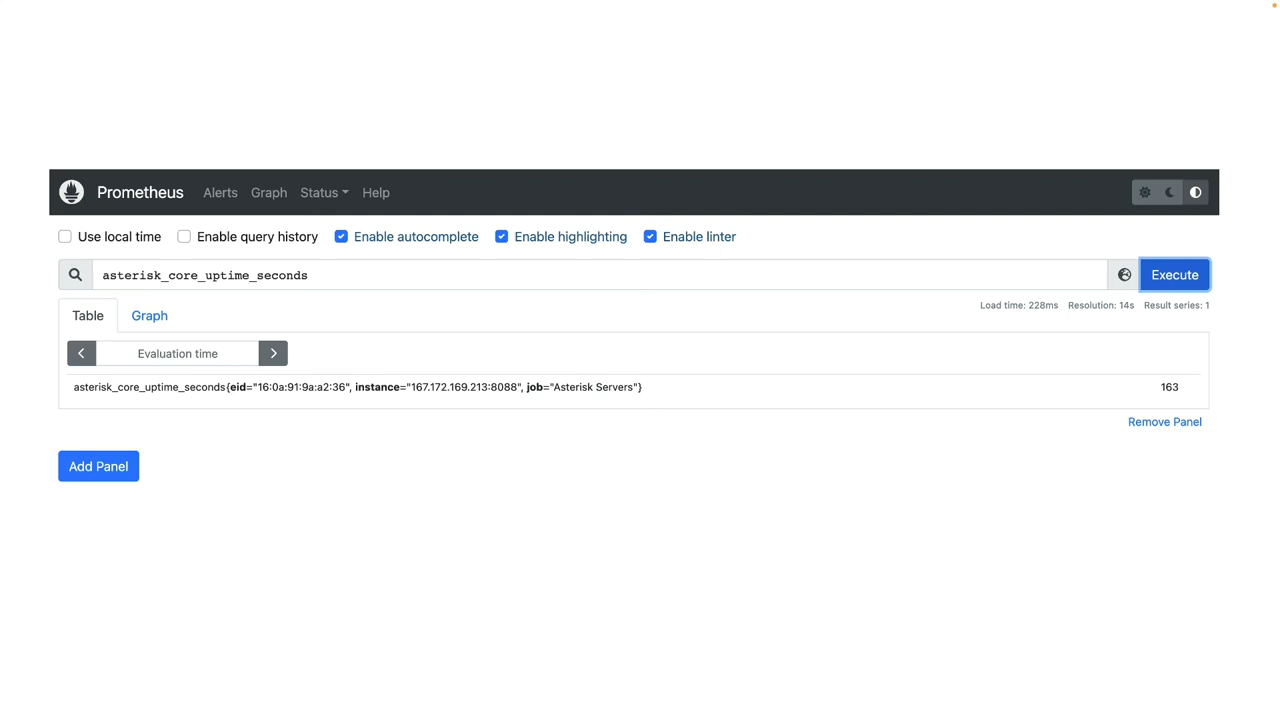 Prometheus Alerts Graph Status Help
Use local time Enable query history Enable autocomplete Enable highlighting Enable linter
asterisk_core_uptime_seconds Execute
Load time: 228ms Resolution: 14s Result series: 1
Table Graph
Evaluation time
asterisk_core_uptime_seconds{eid="16:0a:91:9a:a2:36", instance="167.172.169.213:8088", job="Asterisk Servers"} 163
Remove Panel
Add Panel